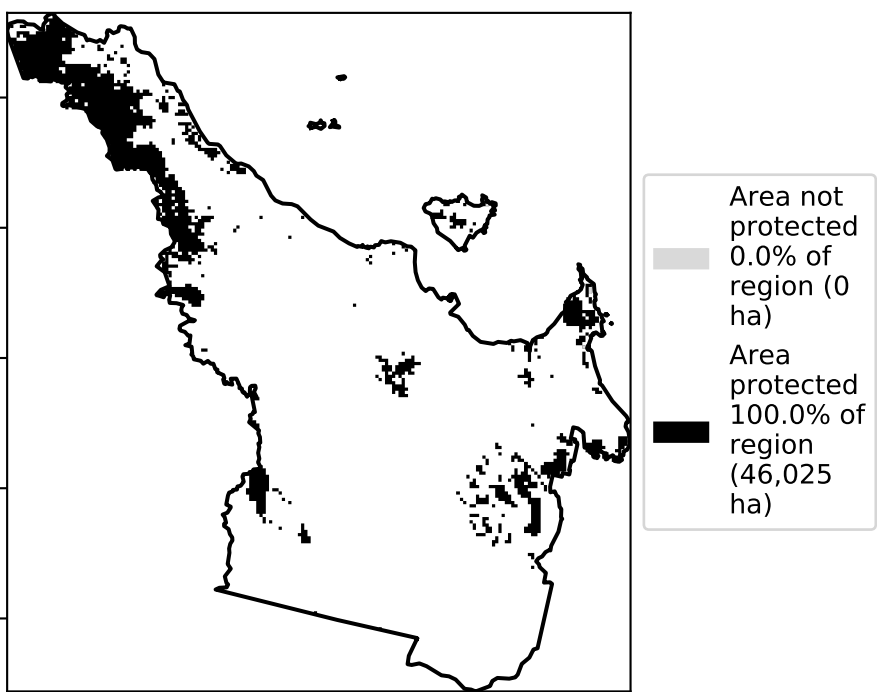 Area not
protected
0.0% of
region (0
ha)
Area
protected
100.0% of
region
(46,025
ha)